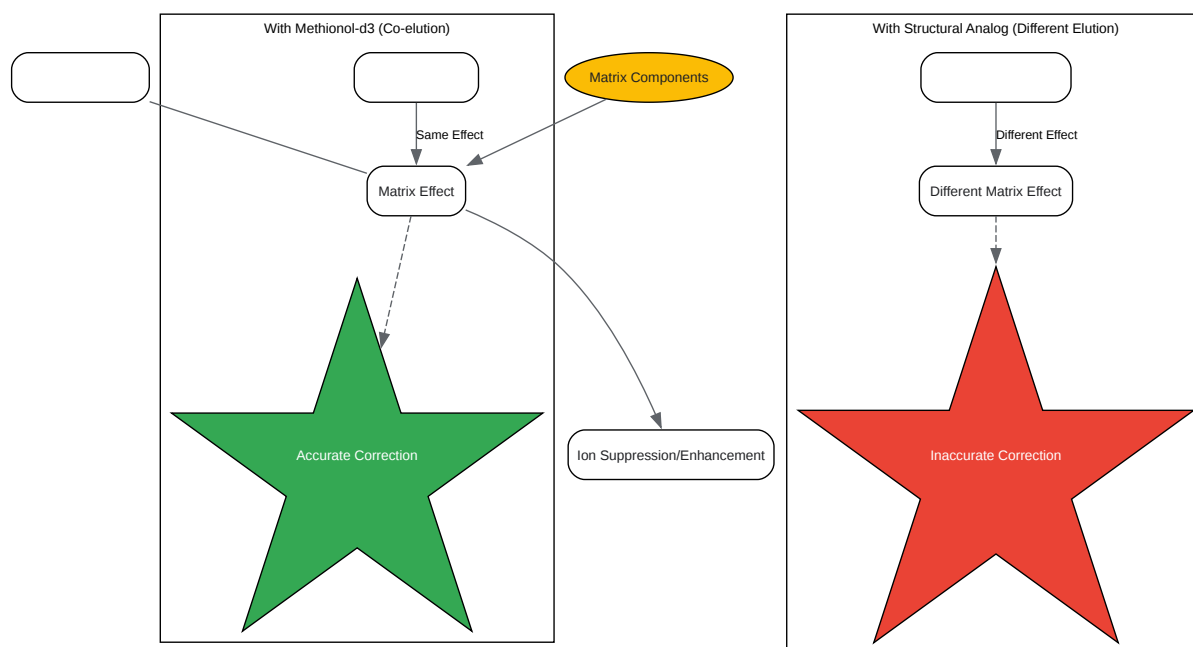 With Methionol-d3 (Co-elution)
With Structural Analog (Different Elution)
Matrix Components
Same Effect
Different Effect
Matrix Effect
Different Matrix Effect
Accurate Correction
Ion Suppression/Enhancement
Inaccurate Correction